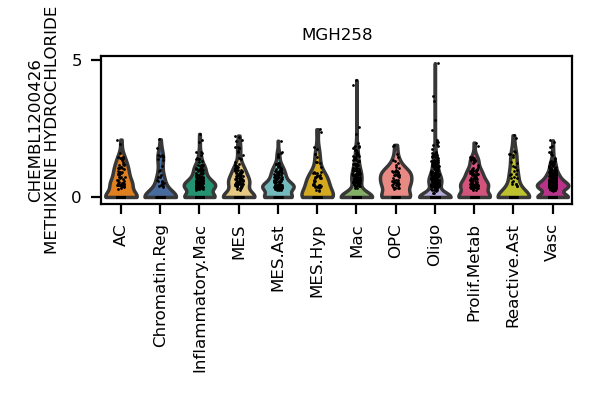 MGH258
CHEMBL1200426
METHIXENE HYDROCHLORIDE
5
0
AC
Chromatin.Reg
Inflammatory.Mac
MES
MES.Ast
MES.Hyp
Mac
OPC
Oligo
Prolif.Metab
Reactive.Ast
Vasc